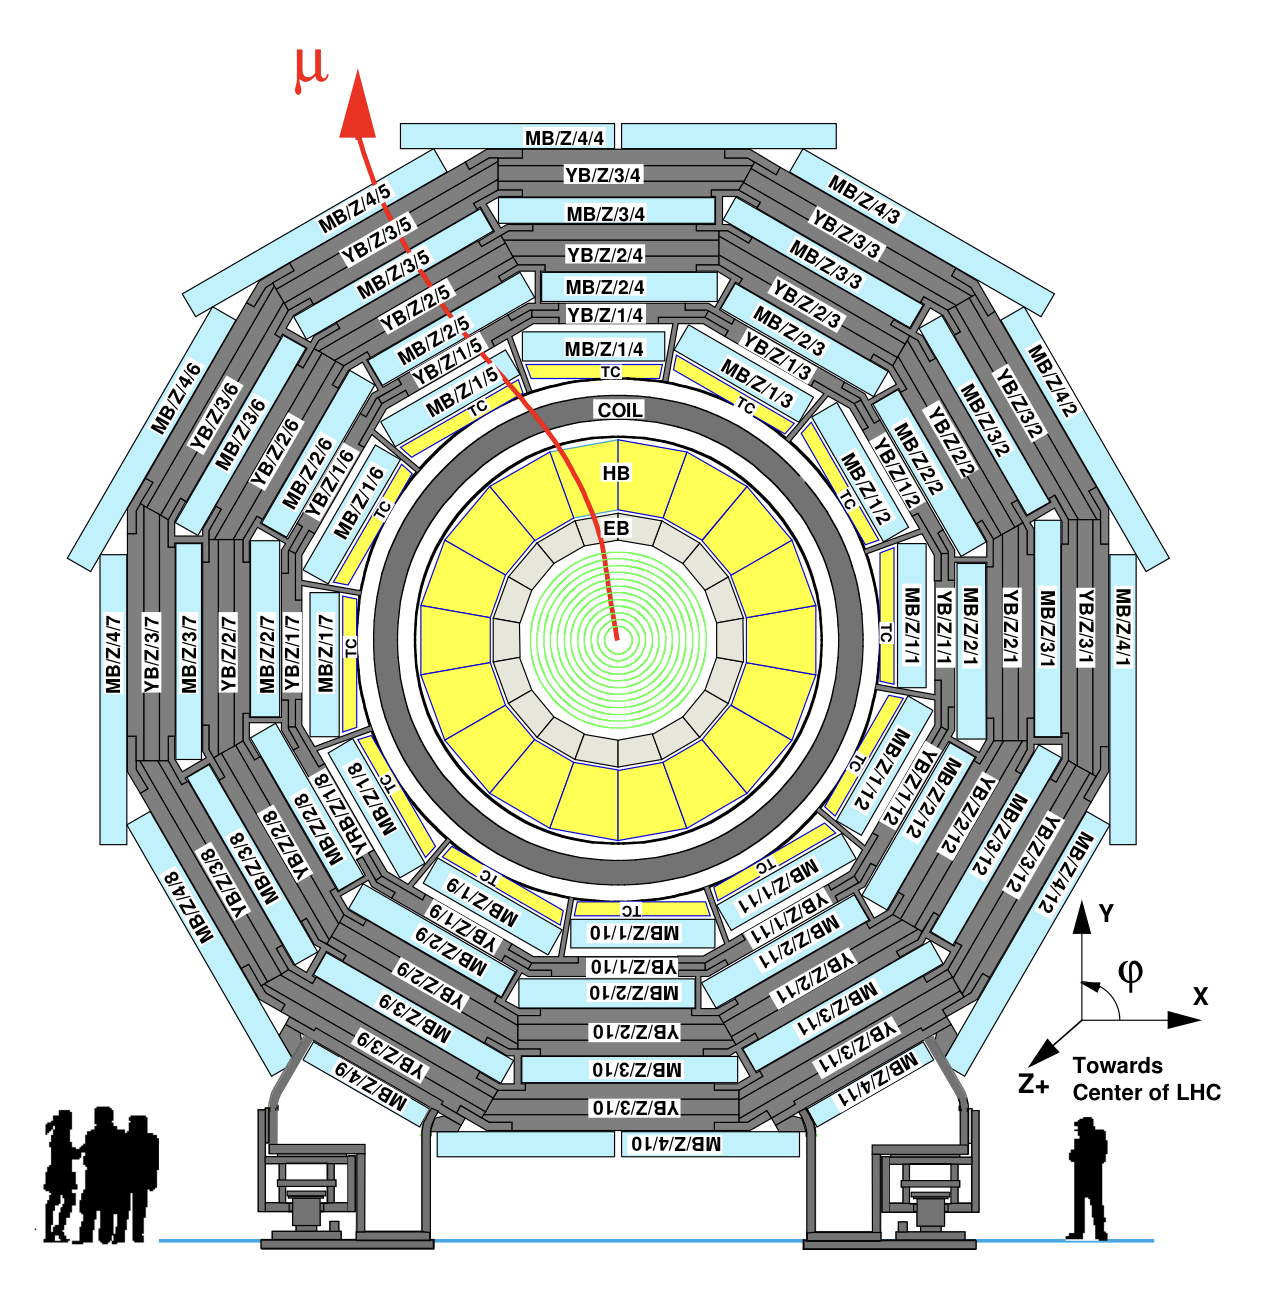 μ
MB/Z/4/4
YB/Z/3/4
MB/Z/3/4
YB/Z/2/4
MB/Z/2/4
YB/Z/1/4
MB/Z/1/4
TC
COIL
HB
EB
MB/Z/4/5
YB/Z/3/5
MB/Z/3/5
YB/Z/2/5
MB/Z/2/5
YB/Z/1/5
MB/Z/1/5
TC
MB/Z/4/3
YB/Z/3/3
MB/Z/3/3
YB/Z/2/3
MB/Z/2/3
YB/Z/1/3
MB/Z/1/3
TC
MB/Z/4/6
YB/Z/3/6
MB/Z/3/6
YB/Z/2/6
MB/Z/2/6
YB/Z/1/6
MB/Z/1/6
TC
MB/Z/4/2
YB/Z/3/2
MB/Z/3/2
YB/Z/2/2
MB/Z/2/2
YB/Z/1/2
MB/Z/1/2
TC
MB/Z/4/7
YB/Z/3/7
MB/Z/3/7
YB/Z/2/7
MB/Z/2/7
YB/Z/1/7
MB/Z/1/7
TC
TC
MB/Z/1/1
YB/Z/1/1
MB/Z/2/1
YB/Z/2/1
MB/Z/3/1
YB/Z/3/1
MB/Z/4/1
MB/Z/4/8
YB/Z/3/8
MB/Z/3/8
YB/Z/2/8
MB/Z/2/8
YRB/Z/1/8
MB/Z/1/8
TC
TC
MB/Z/1/12
YB/Z/1/12
MB/Z/2/12
YB/Z/2/12
MB/Z/3/12
YB/Z/3/12
MB/Z/4/12
TC
MB/Z/1/9
YB/Z/1/9
MB/Z/2/9
YB/Z/2/9
MB/Z/3/9
YB/Z/3/9
MB/Z/4/9
TC
MB/Z/1/11
YB/Z/1/11
MB/Z/2/11
YB/Z/2/11
MB/Z/3/11
YB/Z/3/11
MB/Z/4/11
TC
MB/Z/1/10
YB/Z/1/10
MB/Z/2/10
YB/Z/2/10
MB/Z/3/10
YB/Z/3/10
MB/Z/4/10
Y
φ
X
Z+
Towards
Center of LHC